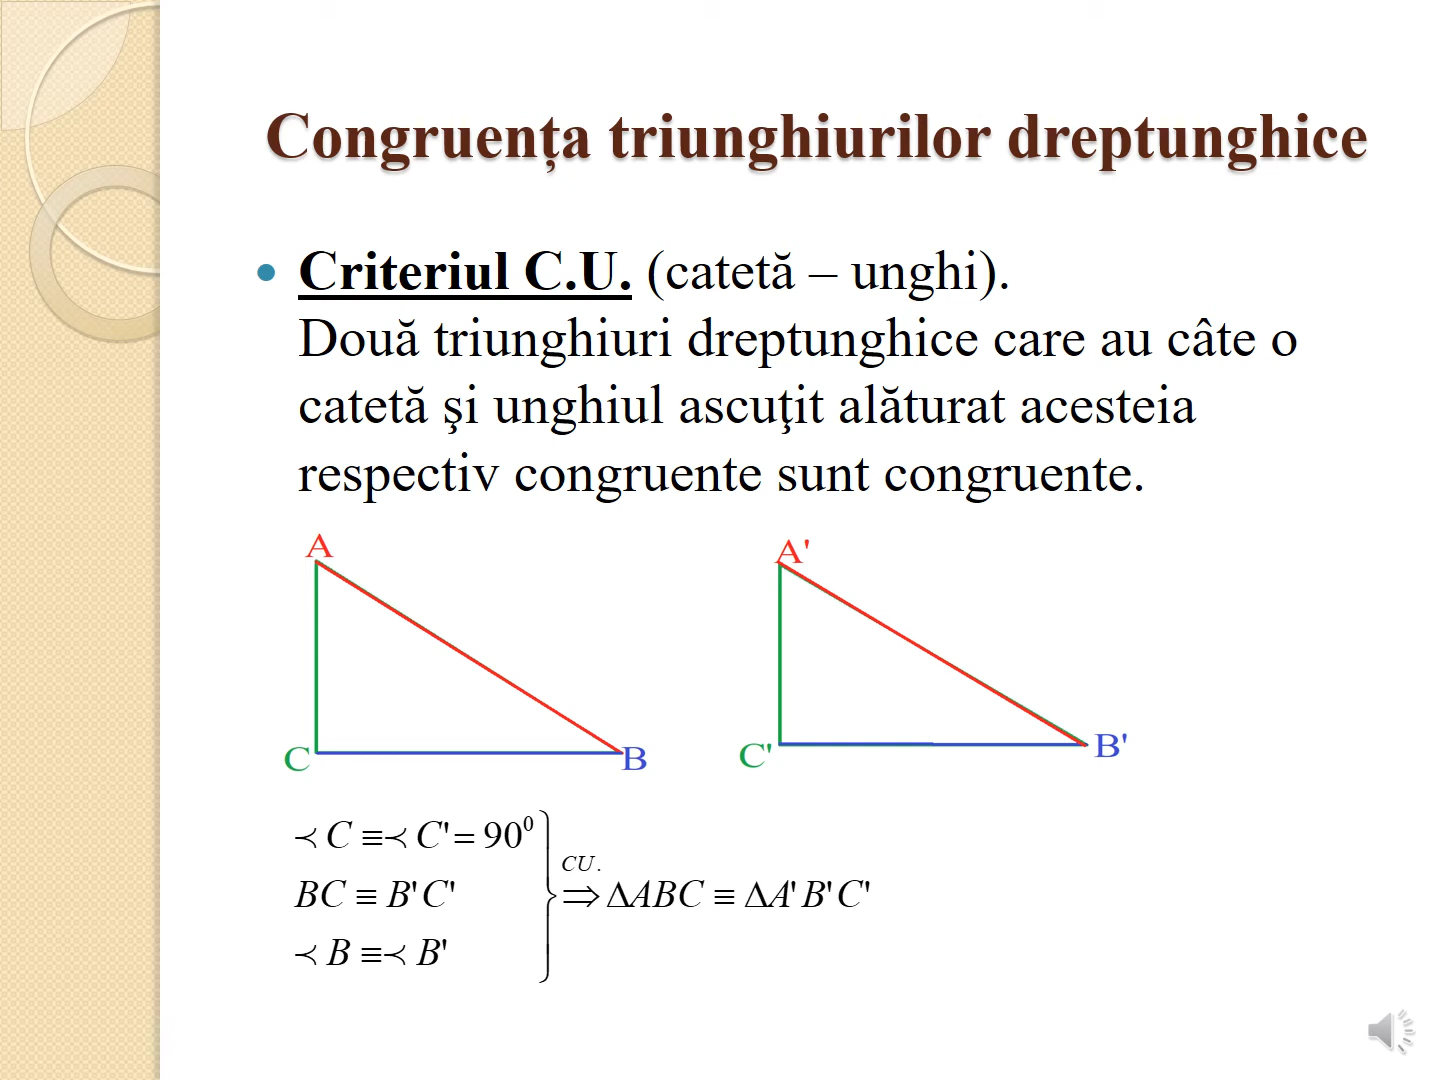 Congruența triunghiurilor dreptunghice
Criteriul C.U. (catetă – unghi).
Două triunghiuri dreptunghice care au câte o
catetă şi unghiul ascuţit alăturat acesteia
respectiv congruente sunt congruente.
A
A'
C
B
C'
B'
≺ C ≡≺ C' = 90⁰
CU.
BC ≡ B'C'
⇒ ΔABC ≡ ΔA'B'C'
≺ B ≡≺ B'